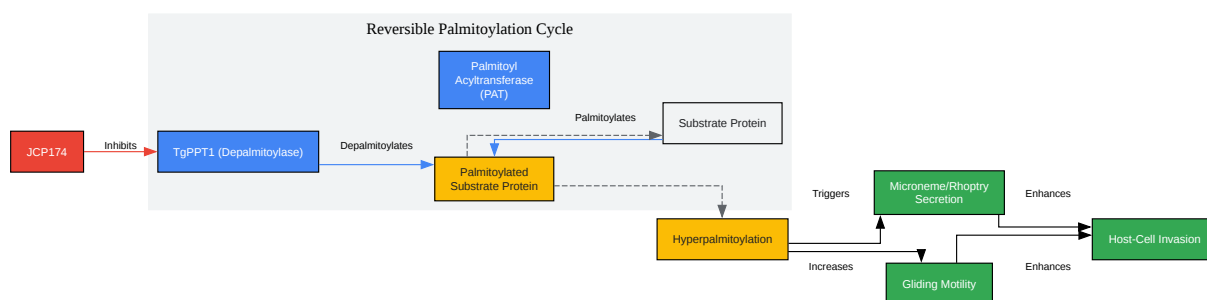 Reversible Palmitoylation Cycle
Palmitoyl
Acyltransferase
(PAT)
Palmitoylates
Substrate Protein
JCP174
Inhibits
TgPPT1 (Depalmitoylase)
Depalmitoylates
Palmitoylated
Substrate Protein
Triggers
Microneme/Rhoptry
Secretion
Enhances
Hyperpalmitoylation
Host-Cell Invasion
Increases
Gliding Motility
Enhances